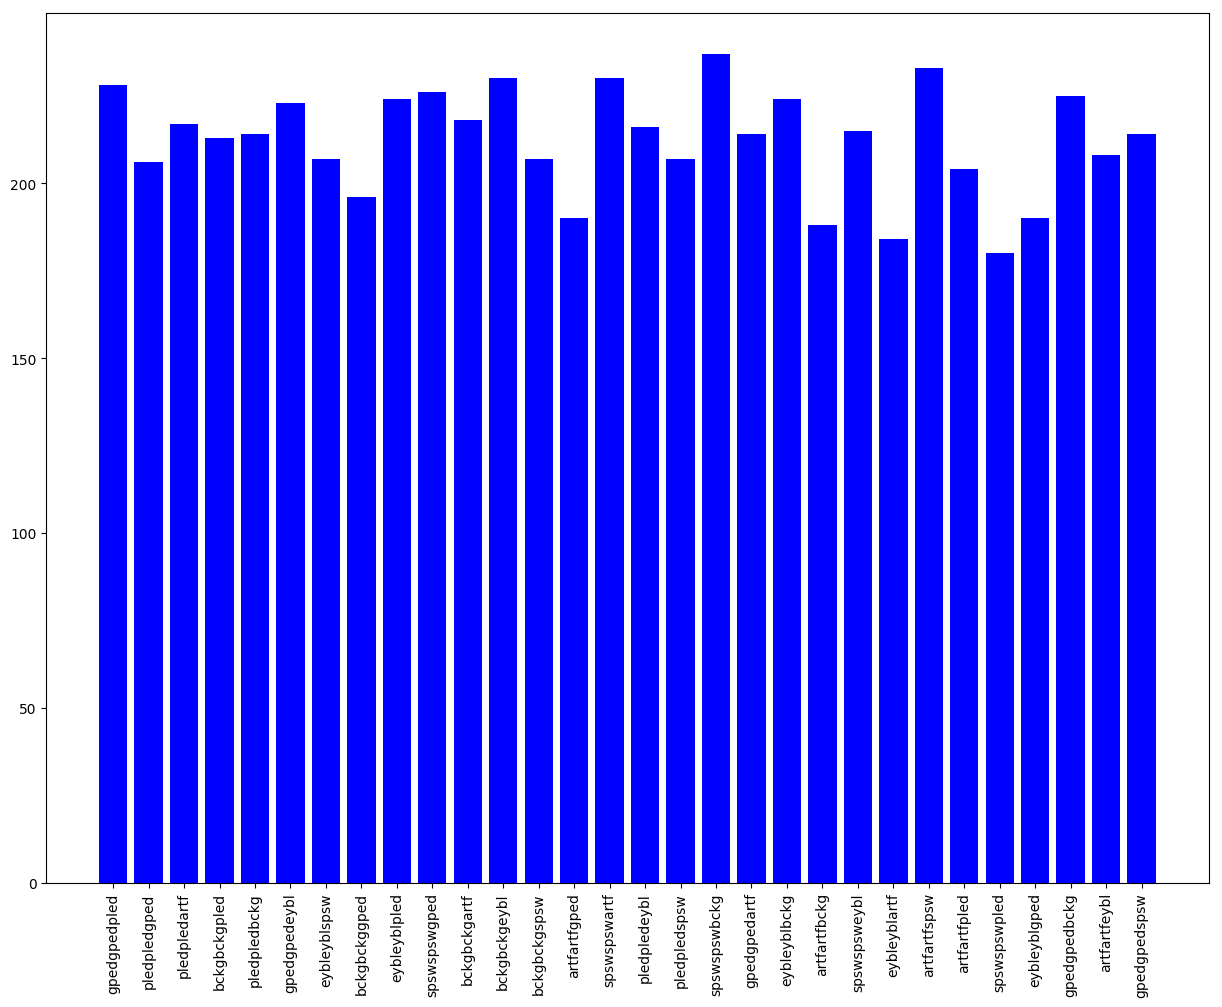 200
150
100
50
0
gpedgpedpled
pledpledgped
pledpledartf
bckgbckgpled
pledpledbckg
gpedgpedeybl
eybleyblspsw
bckgbckggped
eybleyblpled
spswspswgped
bckgbckgartf
bckgbckgeybl
bckgbckgspsw
artfartfgped
spswspswartf
pledpledeybl
pledpledspsw
spswspswbckg
gpedgpedartf
eybleyblbckg
artfartfbckg
spswspsweybl
eybleyblartf
artfartfspsw
artfartfpled
spswspswpled
eybleyblgped
gpedgpedbckg
artfartfeybl
gpedgpedspsw